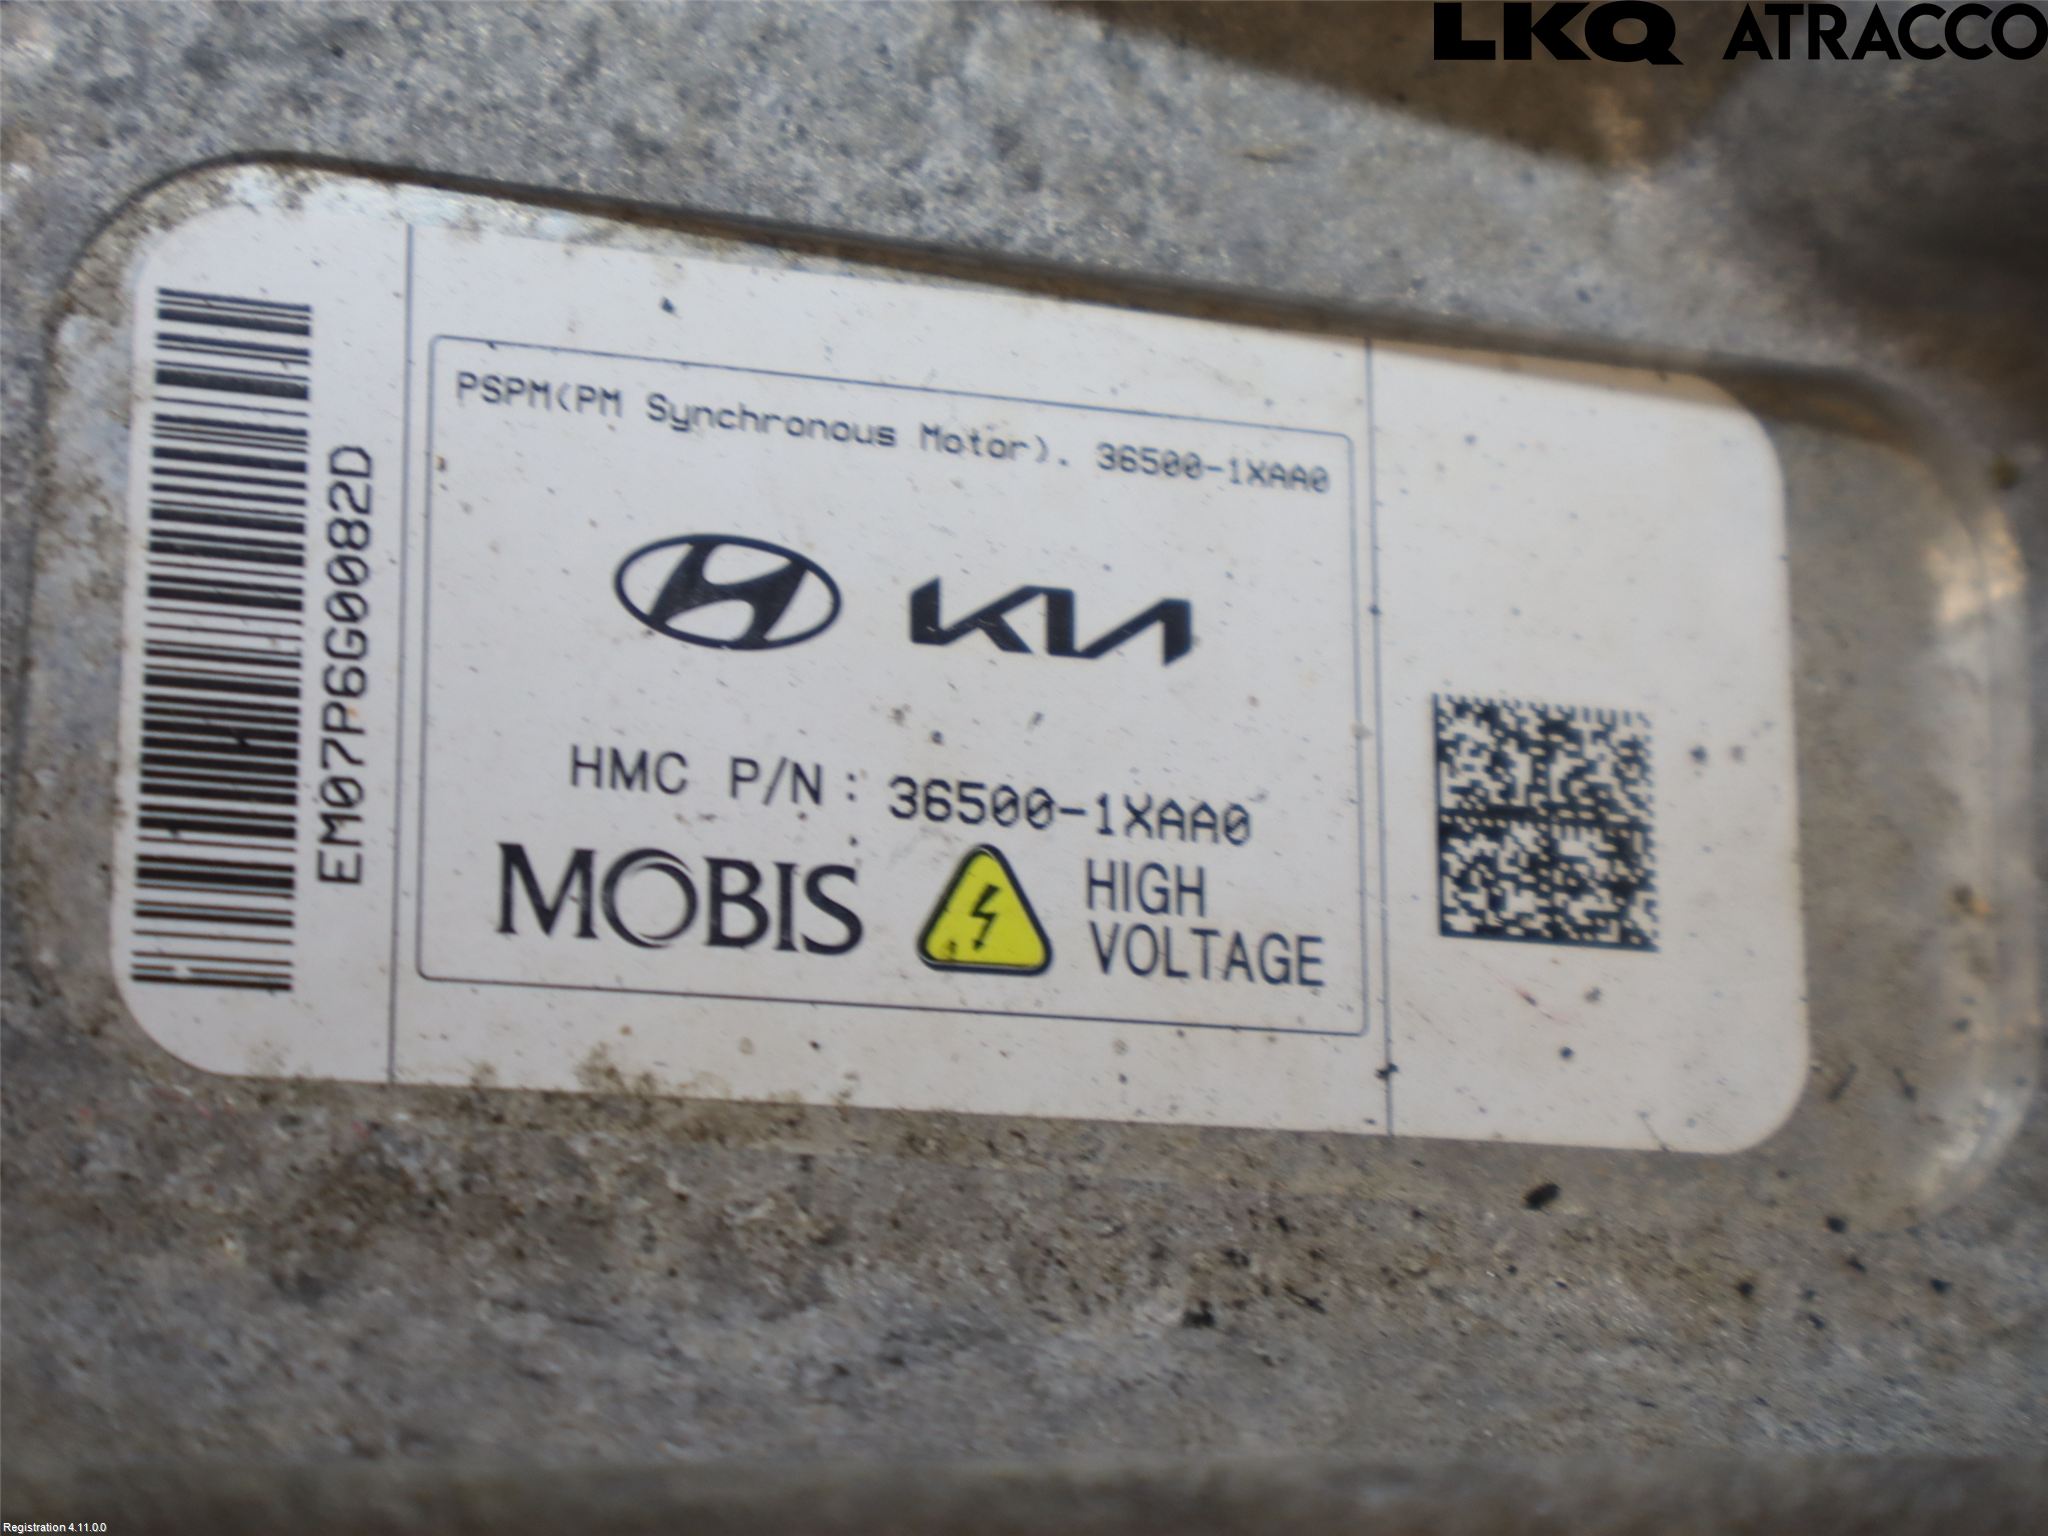 LKQ ATRACCO
EM07P6G0082D
PSPM(PM Synchronous Motor). 36500-1XAA0
KIA
HMC P/N : 36500-1XAA0
MOBIS
HIGH
VOLTAGE
Registration 4.11.0.0